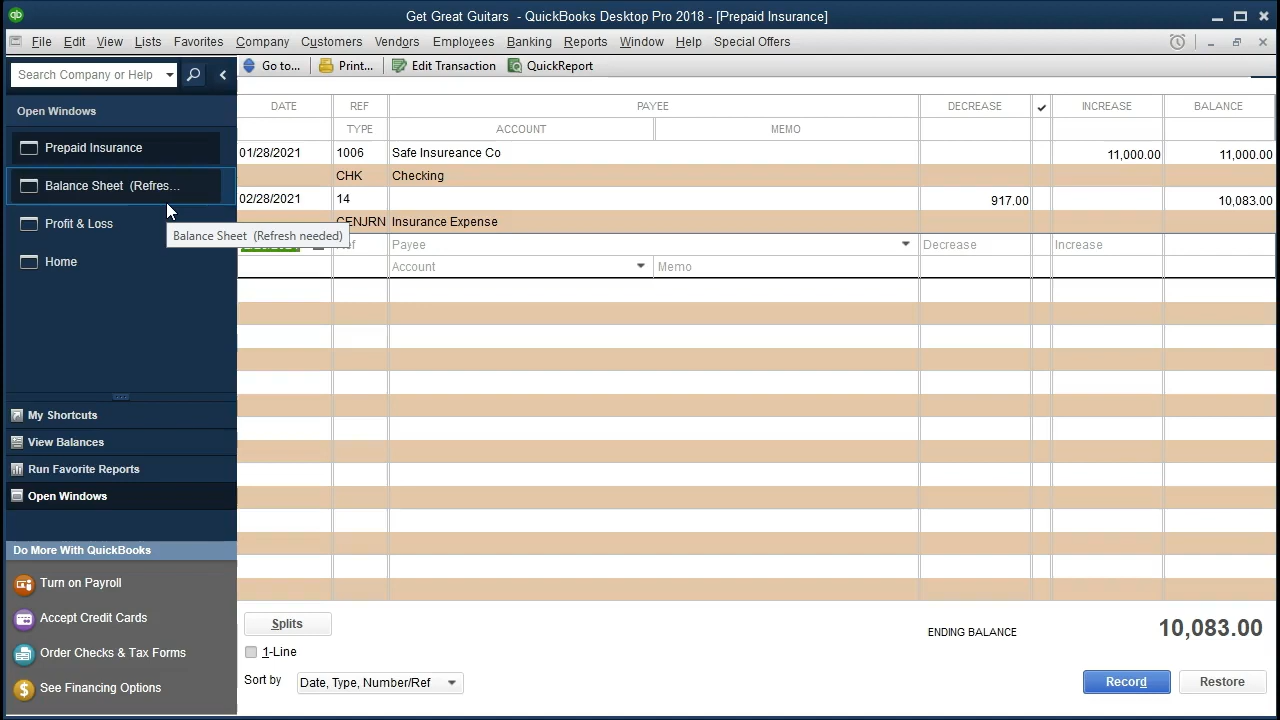 Get Great Guitars - QuickBooks Desktop Pro 2018 - [Prepaid Insurance]
File Edit View Lists Favorites Company Customers Vendors Employees Banking Reports Window Help Special Offers
Search Company or Help
Go to... Print... Edit Transaction QuickReport
Open Windows
Prepaid Insurance
Balance Sheet (Refres...
Profit & Loss
Home
Balance Sheet (Refresh needed)
DATE REF PAYEE DECREASE ✓ INCREASE BALANCE
TYPE ACCOUNT MEMO
01/28/2021 1006 Safe Insureance Co 11,000.00 11,000.00
CHK Checking
02/28/2021 14 917.00 10,083.00
GENJRN Insurance Expense
Payee Decrease Increase
Account Memo
My Shortcuts
View Balances
Run Favorite Reports
Open Windows
Do More With QuickBooks
Turn on Payroll
Accept Credit Cards
Order Checks & Tax Forms
See Financing Options
Splits
1-Line
Sort by Date, Type, Number/Ref
ENDING BALANCE 10,083.00
Record Restore